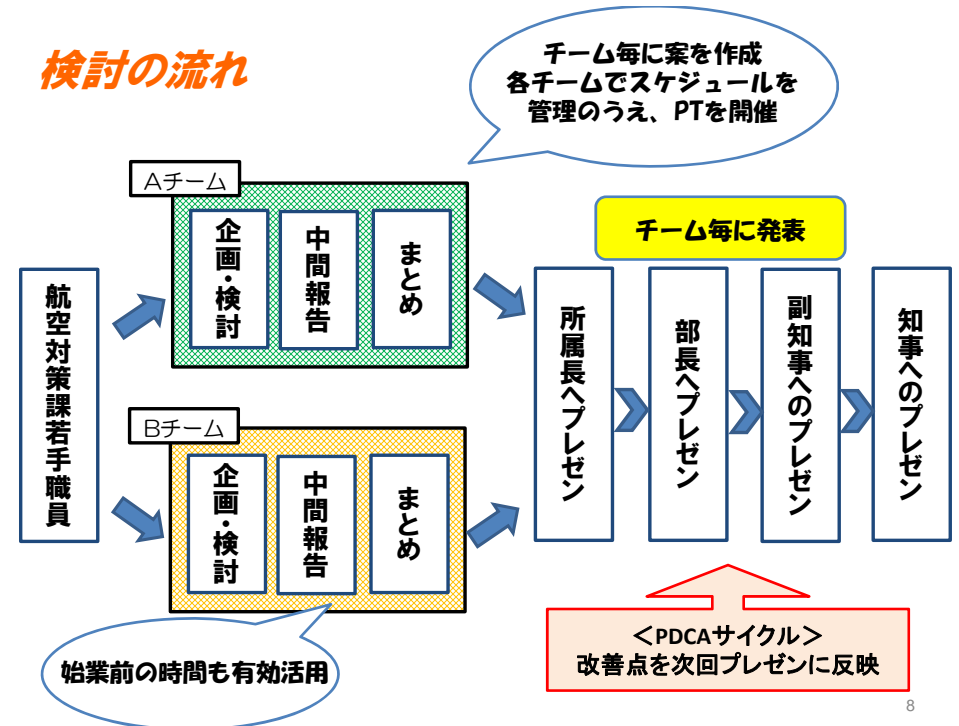 検討の流れ
チーム毎に案を作成
各チームでスケジュールを
管理のうえ、PTを開催
Aチーム
企画・検討
中間報告
まとめ
チーム毎に発表
航空対策課若手職員
所属長へプレゼン
部長へプレゼン
副知事へのプレゼン
知事へのプレゼン
Bチーム
企画・検討
中間報告
まとめ
始業前の時間も有効活用
＜PDCAサイクル＞
改善点を次回プレゼンに反映
8